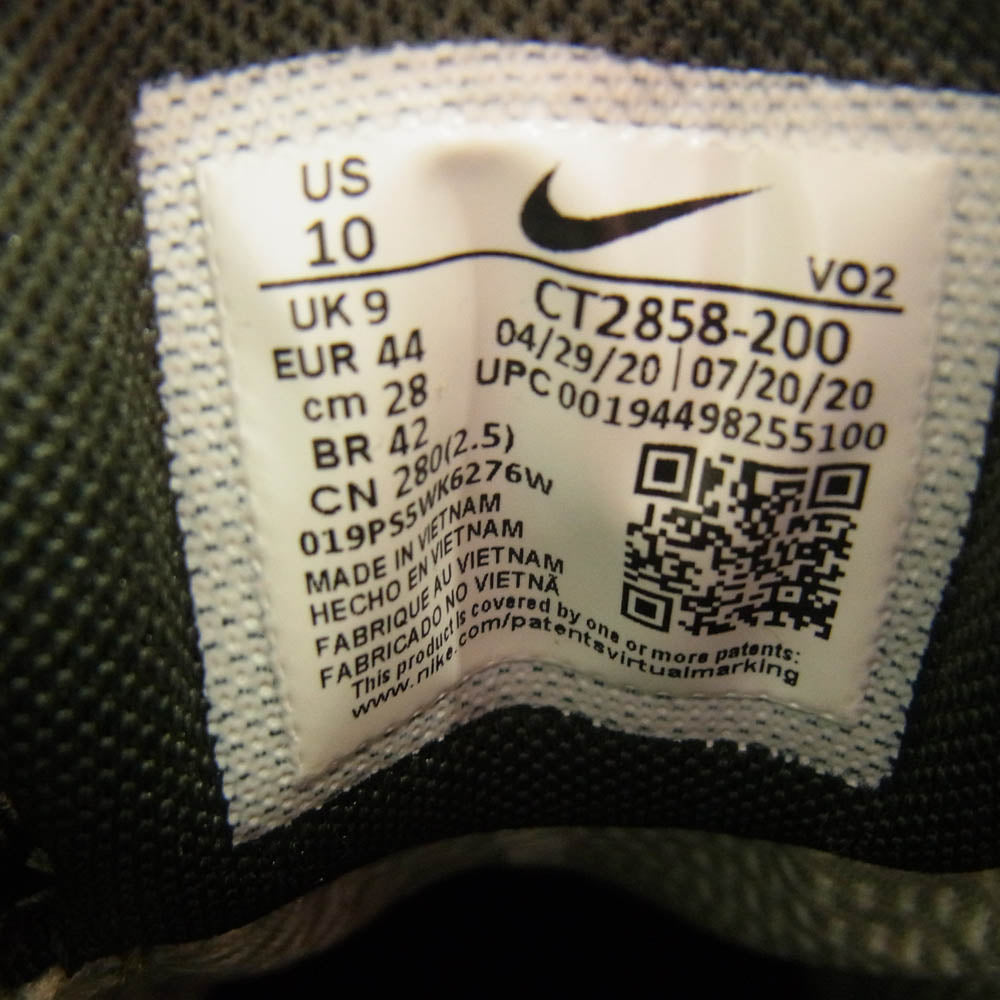 US
10
UK 9
EUR 44
cm 28
BR 42
CN 280(2.5)
019PS5WK6276W
MADE IN VIETNAM
HECHO EN VIETNAM
FABRIQUE AU VIETNAM
FABRICADO NO VIETNÃ
This product is covered by one or more patents:
www.nike.com/patentsvirtualmarking
VO2
CT2858-200
04/29/20 | 07/20/20
UPC 00194498255100